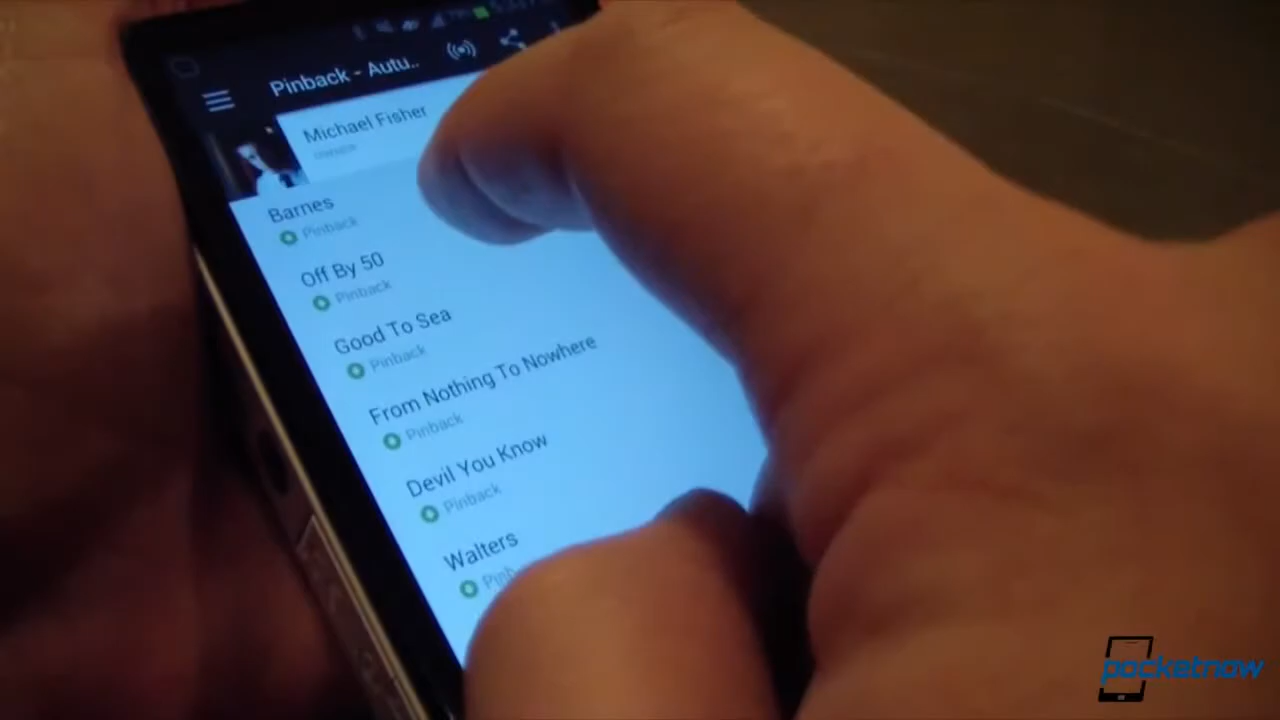 Pinback - Autu..
Michael Fisher
Barnes
Pinback
Off By 50
Pinback
Good To Sea
Pinback
From Nothing To Nowhere
Pinback
Devil You Know
Pinback
Walters
pocketnow